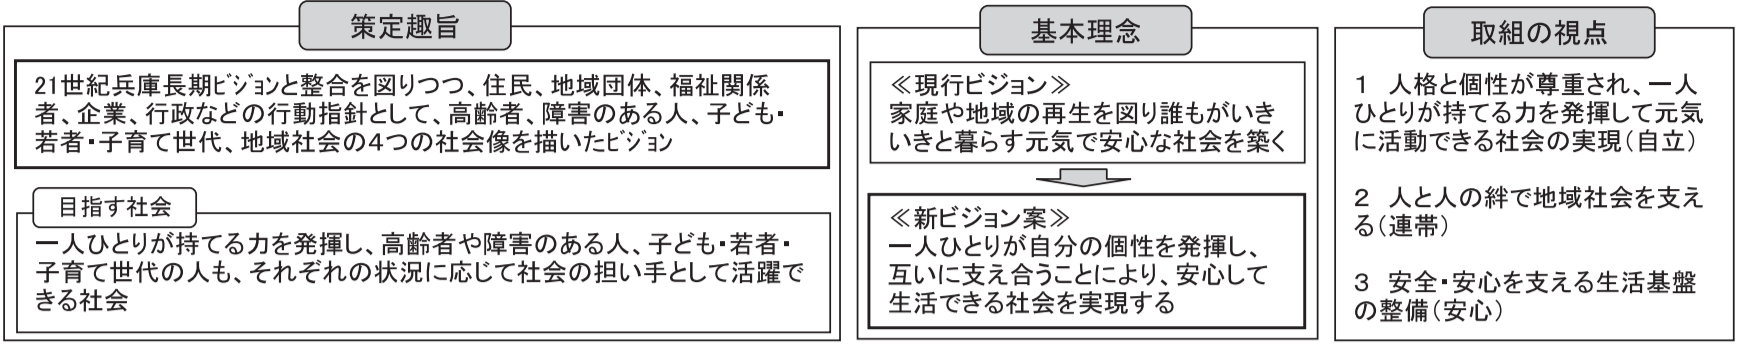 策定趣旨
21世紀兵庫長期ﾋﾞｼﾞｮﾝと整合を図りつつ、住民、地域団体、福祉関係
者、企業、行政などの行動指針として、高齢者、障害のある人、子ども・
若者・子育て世代、地域社会の４つの社会像を描いたﾋﾞｼﾞｮﾝ
目指す社会
一人ひとりが持てる力を発揮し、高齢者や障害のある人、子ども・若者・
子育て世代の人も、それぞれの状況に応じて社会の担い手として活躍で
きる社会
基本理念
≪現行ビジョン≫
家庭や地域の再生を図り誰もがいき
いきと暮らす元気で安心な社会を築く
≪新ビジョン案≫
一人ひとりが自分の個性を発揮し、
互いに支え合うことにより、安心して
生活できる社会を実現する
取組の視点
１　人格と個性が尊重され、一人
ひとりが持てる力を発揮して元気
に活動できる社会の実現（自立）
２　人と人の絆で地域社会を支え
る（連帯）
３　安全・安心を支える生活基盤
の整備（安心）